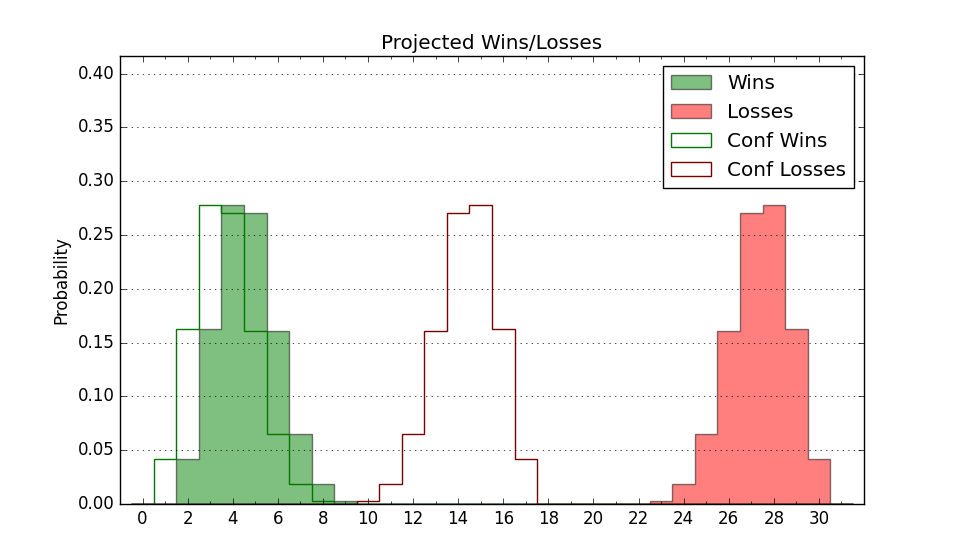 Projected Wins/Losses
Wins
Losses
Conf Wins
Conf Losses
Probability
0.40
0.35
0.30
0.25
0.20
0.15
0.10
0.05
0.00
0 2 4 6 8 10 12 14 16 18 20 22 24 26 28 30